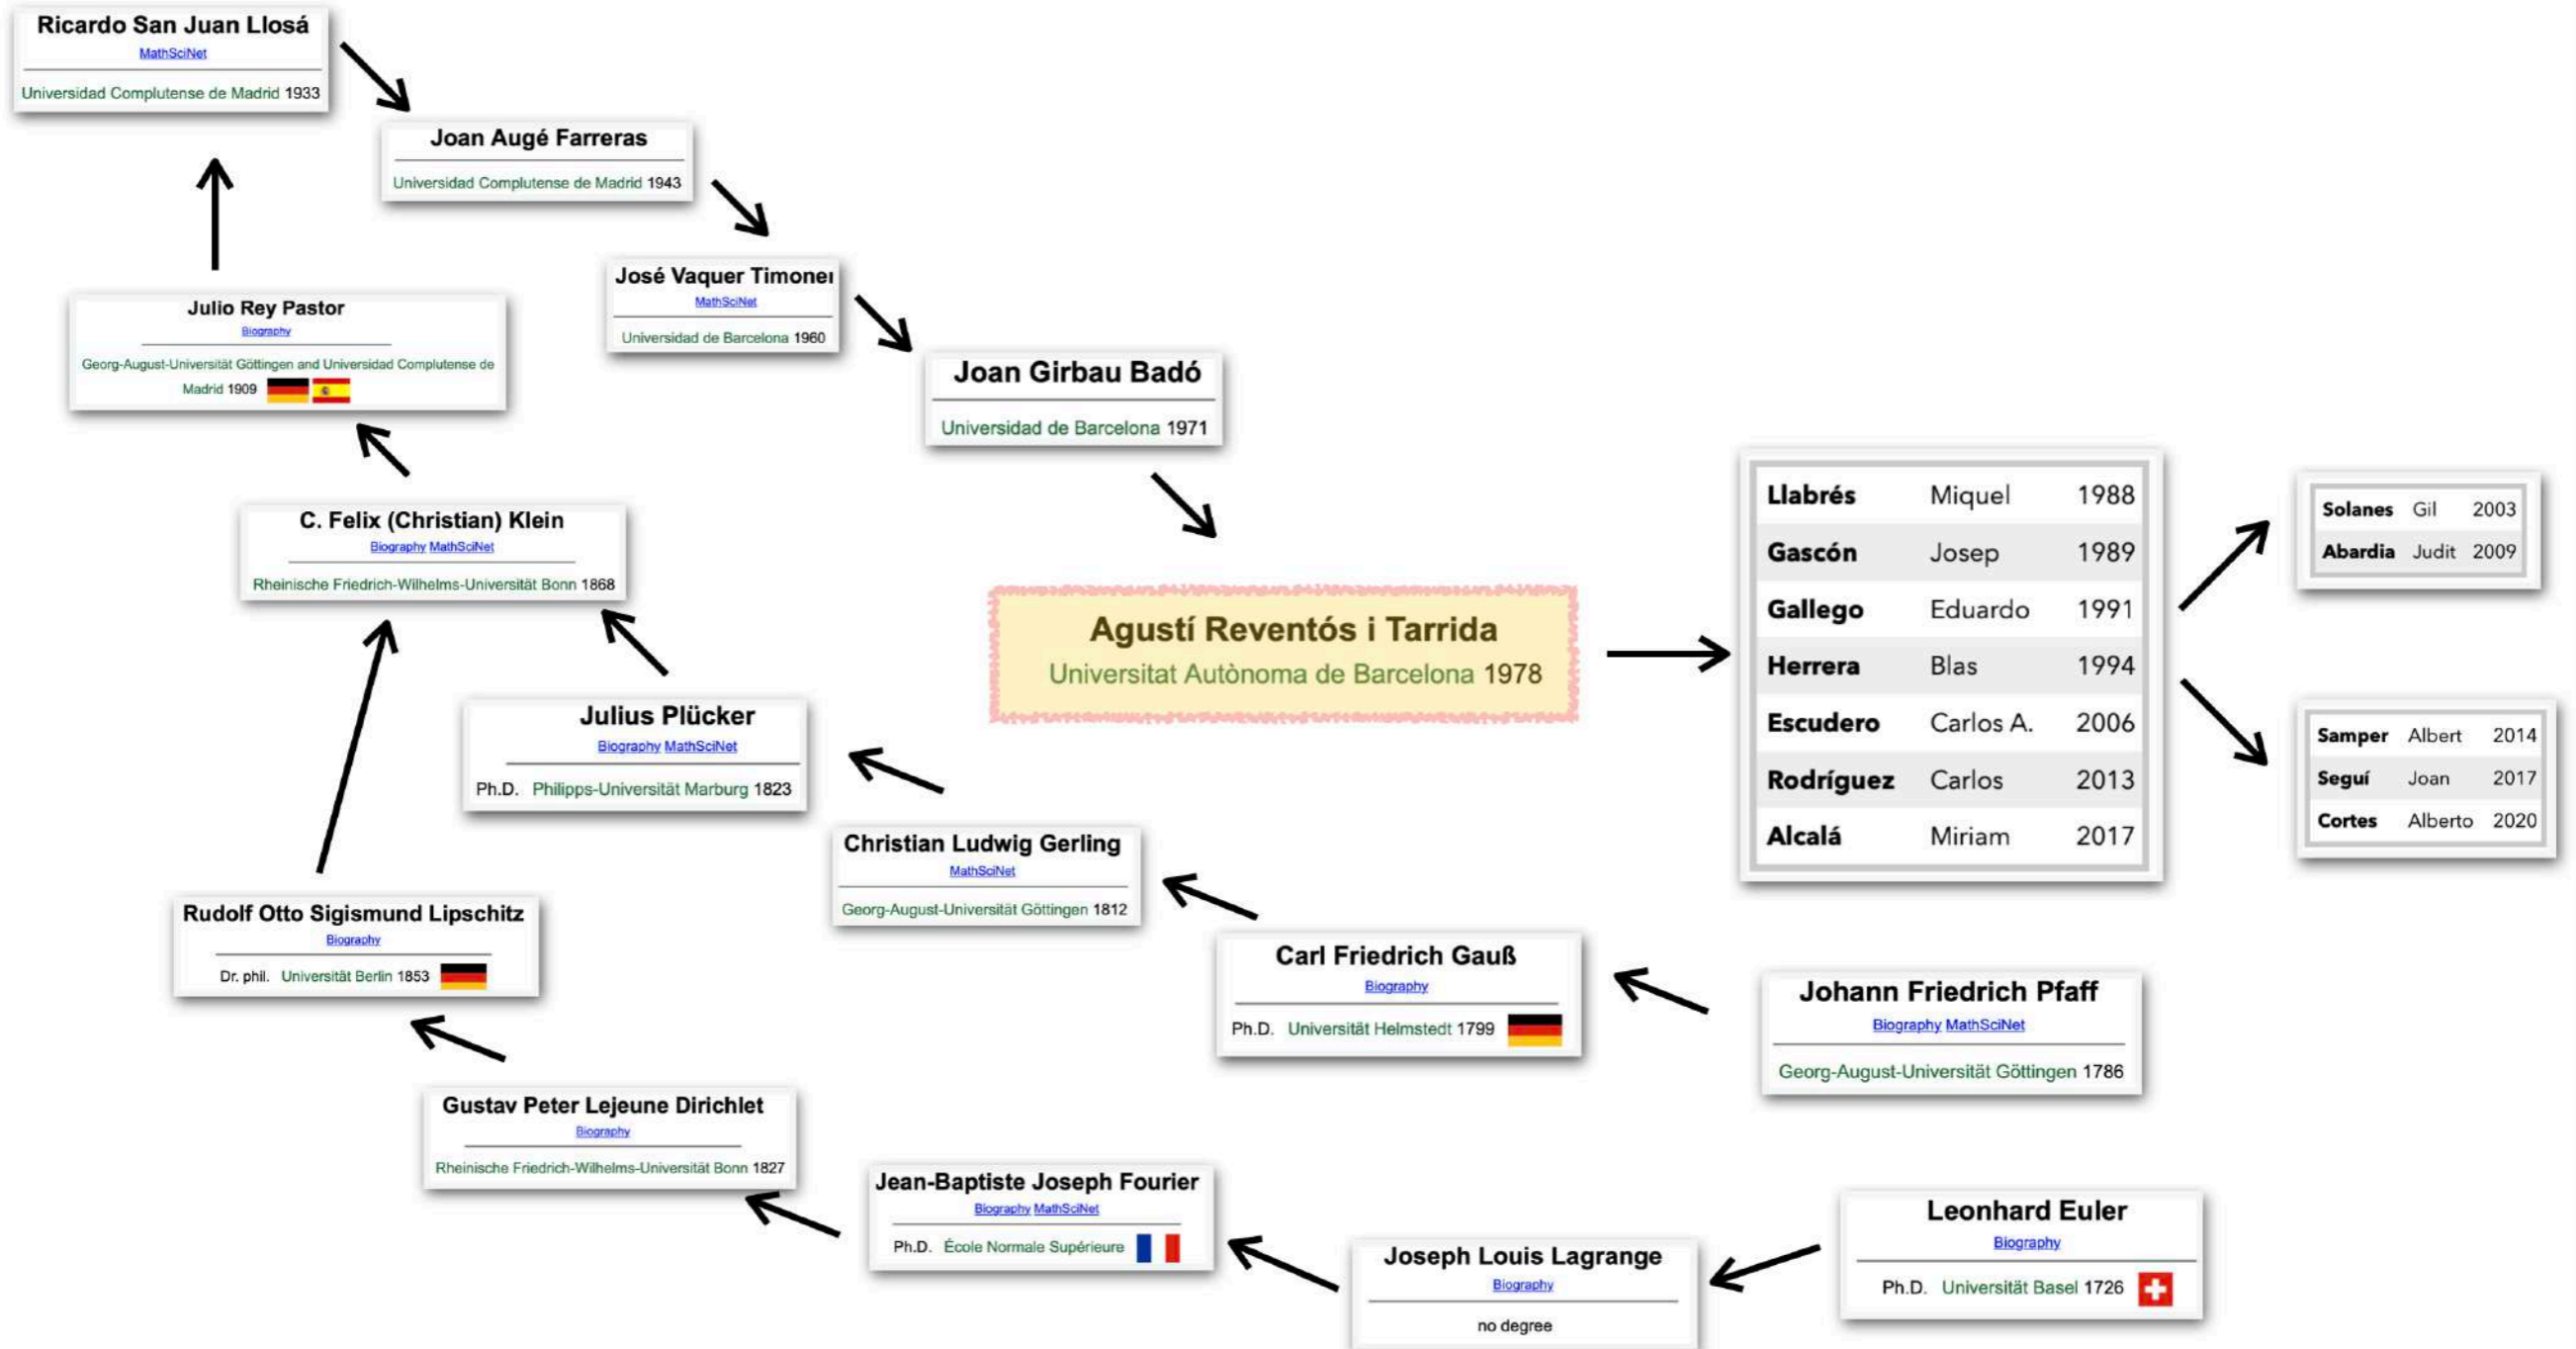 Ricardo San Juan Llosá
MathSciNet
Universidad Complutense de Madrid 1933
Joan Augé Farreras
Universidad Complutense de Madrid 1943
José Vaquer Timoner
MathSciNet
Universidad de Barcelona 1960
Joan Girbau Badó
Universidad de Barcelona 1971
Julio Rey Pastor
Biography
Georg-August-Universität Göttingen and Universidad Complutense de
Madrid 1909
C. Felix (Christian) Klein
Biography MathSciNet
Rheinische Friedrich-Wilhelms-Universität Bonn 1868
Agustí Reventós i Tarrida
Universitat Autònoma de Barcelona 1978
Llabrés Miquel 1988
Gascón Josep 1989
Gallego Eduardo 1991
Herrera Blas 1994
Escudero Carlos A. 2006
Rodríguez Carlos 2013
Alcalá Miriam 2017
Solanes Gil 2003
Abardia Judit 2009
Samper Albert 2014
Seguí Joan 2017
Cortes Alberto 2020
Julius Plücker
Biography MathSciNet
Ph.D. Philipps-Universität Marburg 1823
Christian Ludwig Gerling
MathSciNet
Georg-August-Universität Göttingen 1812
Carl Friedrich Gauß
Biography
Ph.D. Universität Helmstedt 1799
Johann Friedrich Pfaff
Biography MathSciNet
Georg-August-Universität Göttingen 1786
Rudolf Otto Sigismund Lipschitz
Biography
Dr. phil. Universität Berlin 1853
Gustav Peter Lejeune Dirichlet
Biography
Rheinische Friedrich-Wilhelms-Universität Bonn 1827
Jean-Baptiste Joseph Fourier
Biography MathSciNet
Ph.D. École Normale Supérieure
Joseph Louis Lagrange
Biography
no degree
Leonhard Euler
Biography
Ph.D. Universität Basel 1726